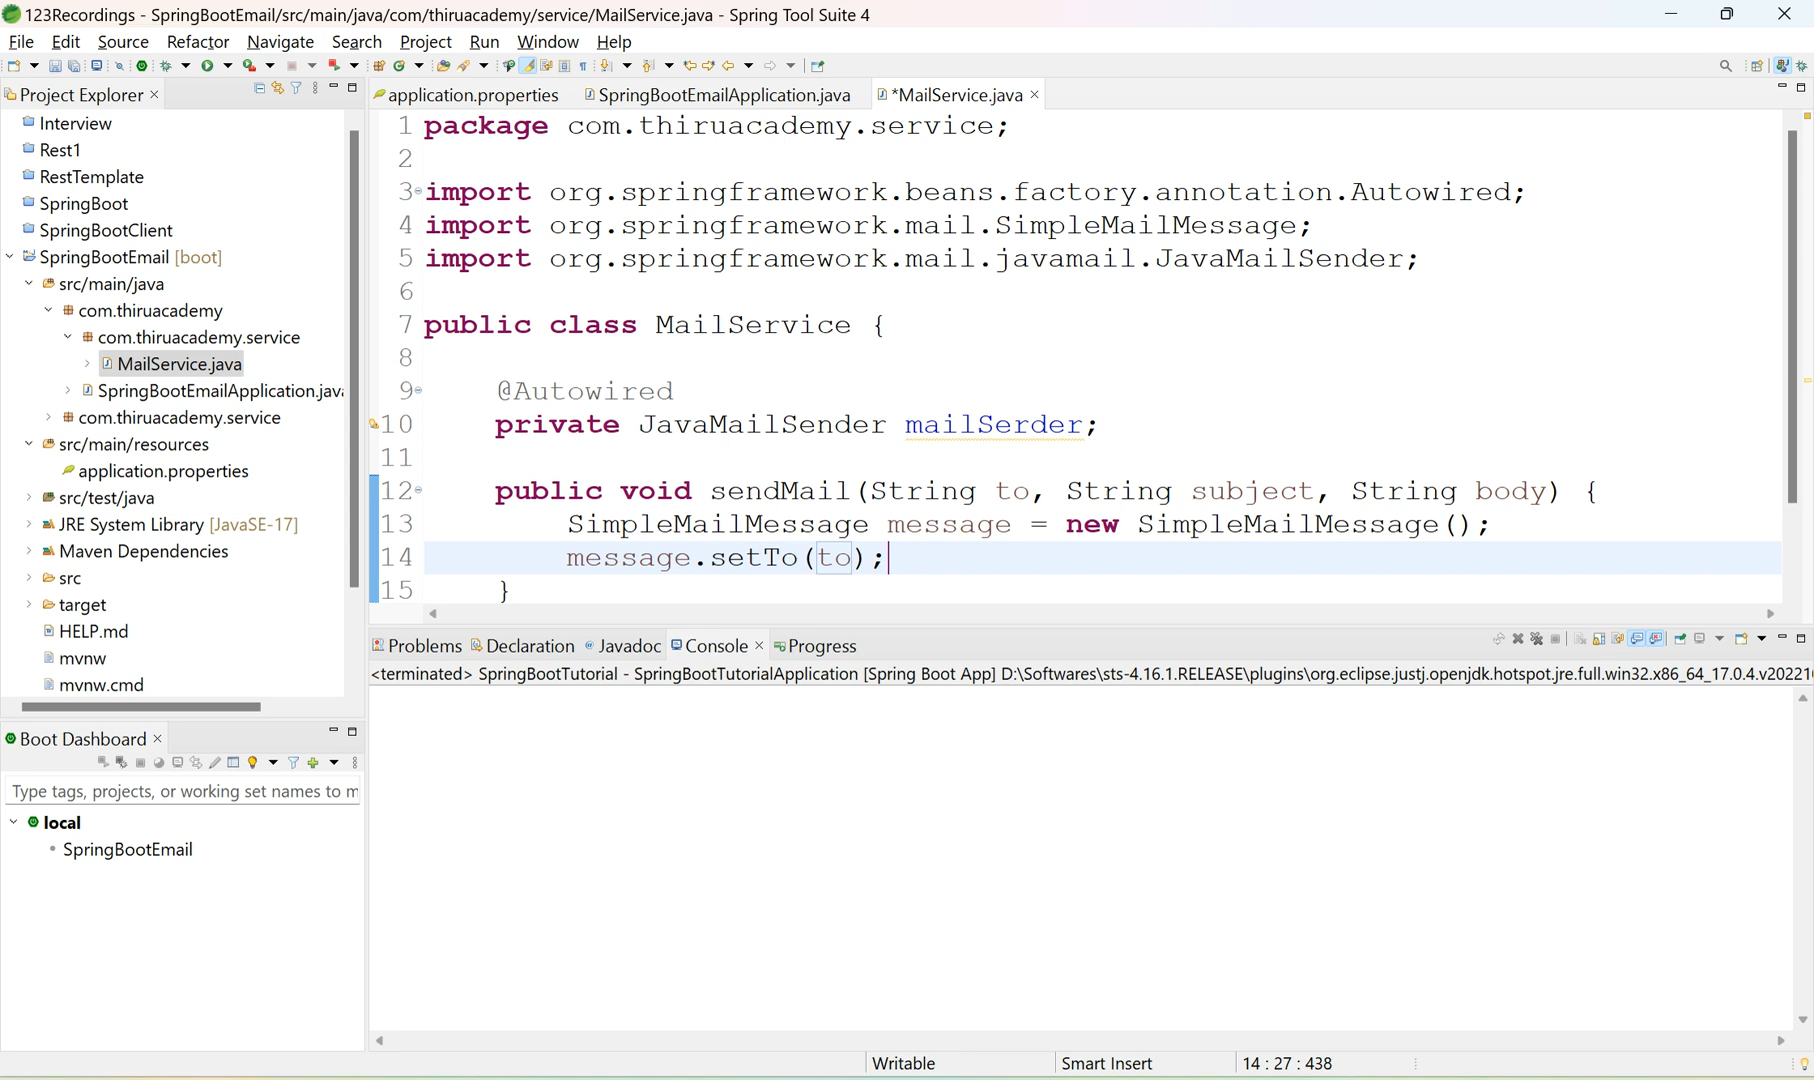 123Recordings - SpringBootEmail/src/main/java/com/thiruacademy/service/MailService.java - Spring Tool Suite 4
File Edit Source Refactor Navigate Search Project Run Window Help
Project Explorer
Interview
Rest1
RestTemplate
SpringBoot
SpringBootClient
SpringBootEmail [boot]
src/main/java
com.thiruacademy
com.thiruacademy.service
MailService.java
SpringBootEmailApplication.java
com.thiruacademy.service
src/main/resources
application.properties
src/test/java
JRE System Library [JavaSE-17]
Maven Dependencies
src
target
HELP.md
mvnw
mvnw.cmd
Boot Dashboard
Type tags, projects, or working set names to m
local
SpringBootEmail
application.properties SpringBootEmailApplication.java *MailService.java
1 package com.thiruacademy.service;
2
3 import org.springframework.beans.factory.annotation.Autowired;
4 import org.springframework.mail.SimpleMailMessage;
5 import org.springframework.mail.javamail.JavaMailSender;
6
7 public class MailService {
8
9 @Autowired
10 private JavaMailSender mailSerder;
11
12 public void sendMail(String to, String subject, String body) {
13 SimpleMailMessage message = new SimpleMailMessage();
14 message.setTo(to);
15 }
Problems Declaration Javadoc Console Progress
<terminated> SpringBootTutorial - SpringBootTutorialApplication [Spring Boot App] D:\Softwares\sts-4.16.1.RELEASE\plugins\org.eclipse.justj.openjdk.hotspot.jre.full.win32.x86_64_17.0.4.v20221
Writable Smart Insert 14 : 27 : 438